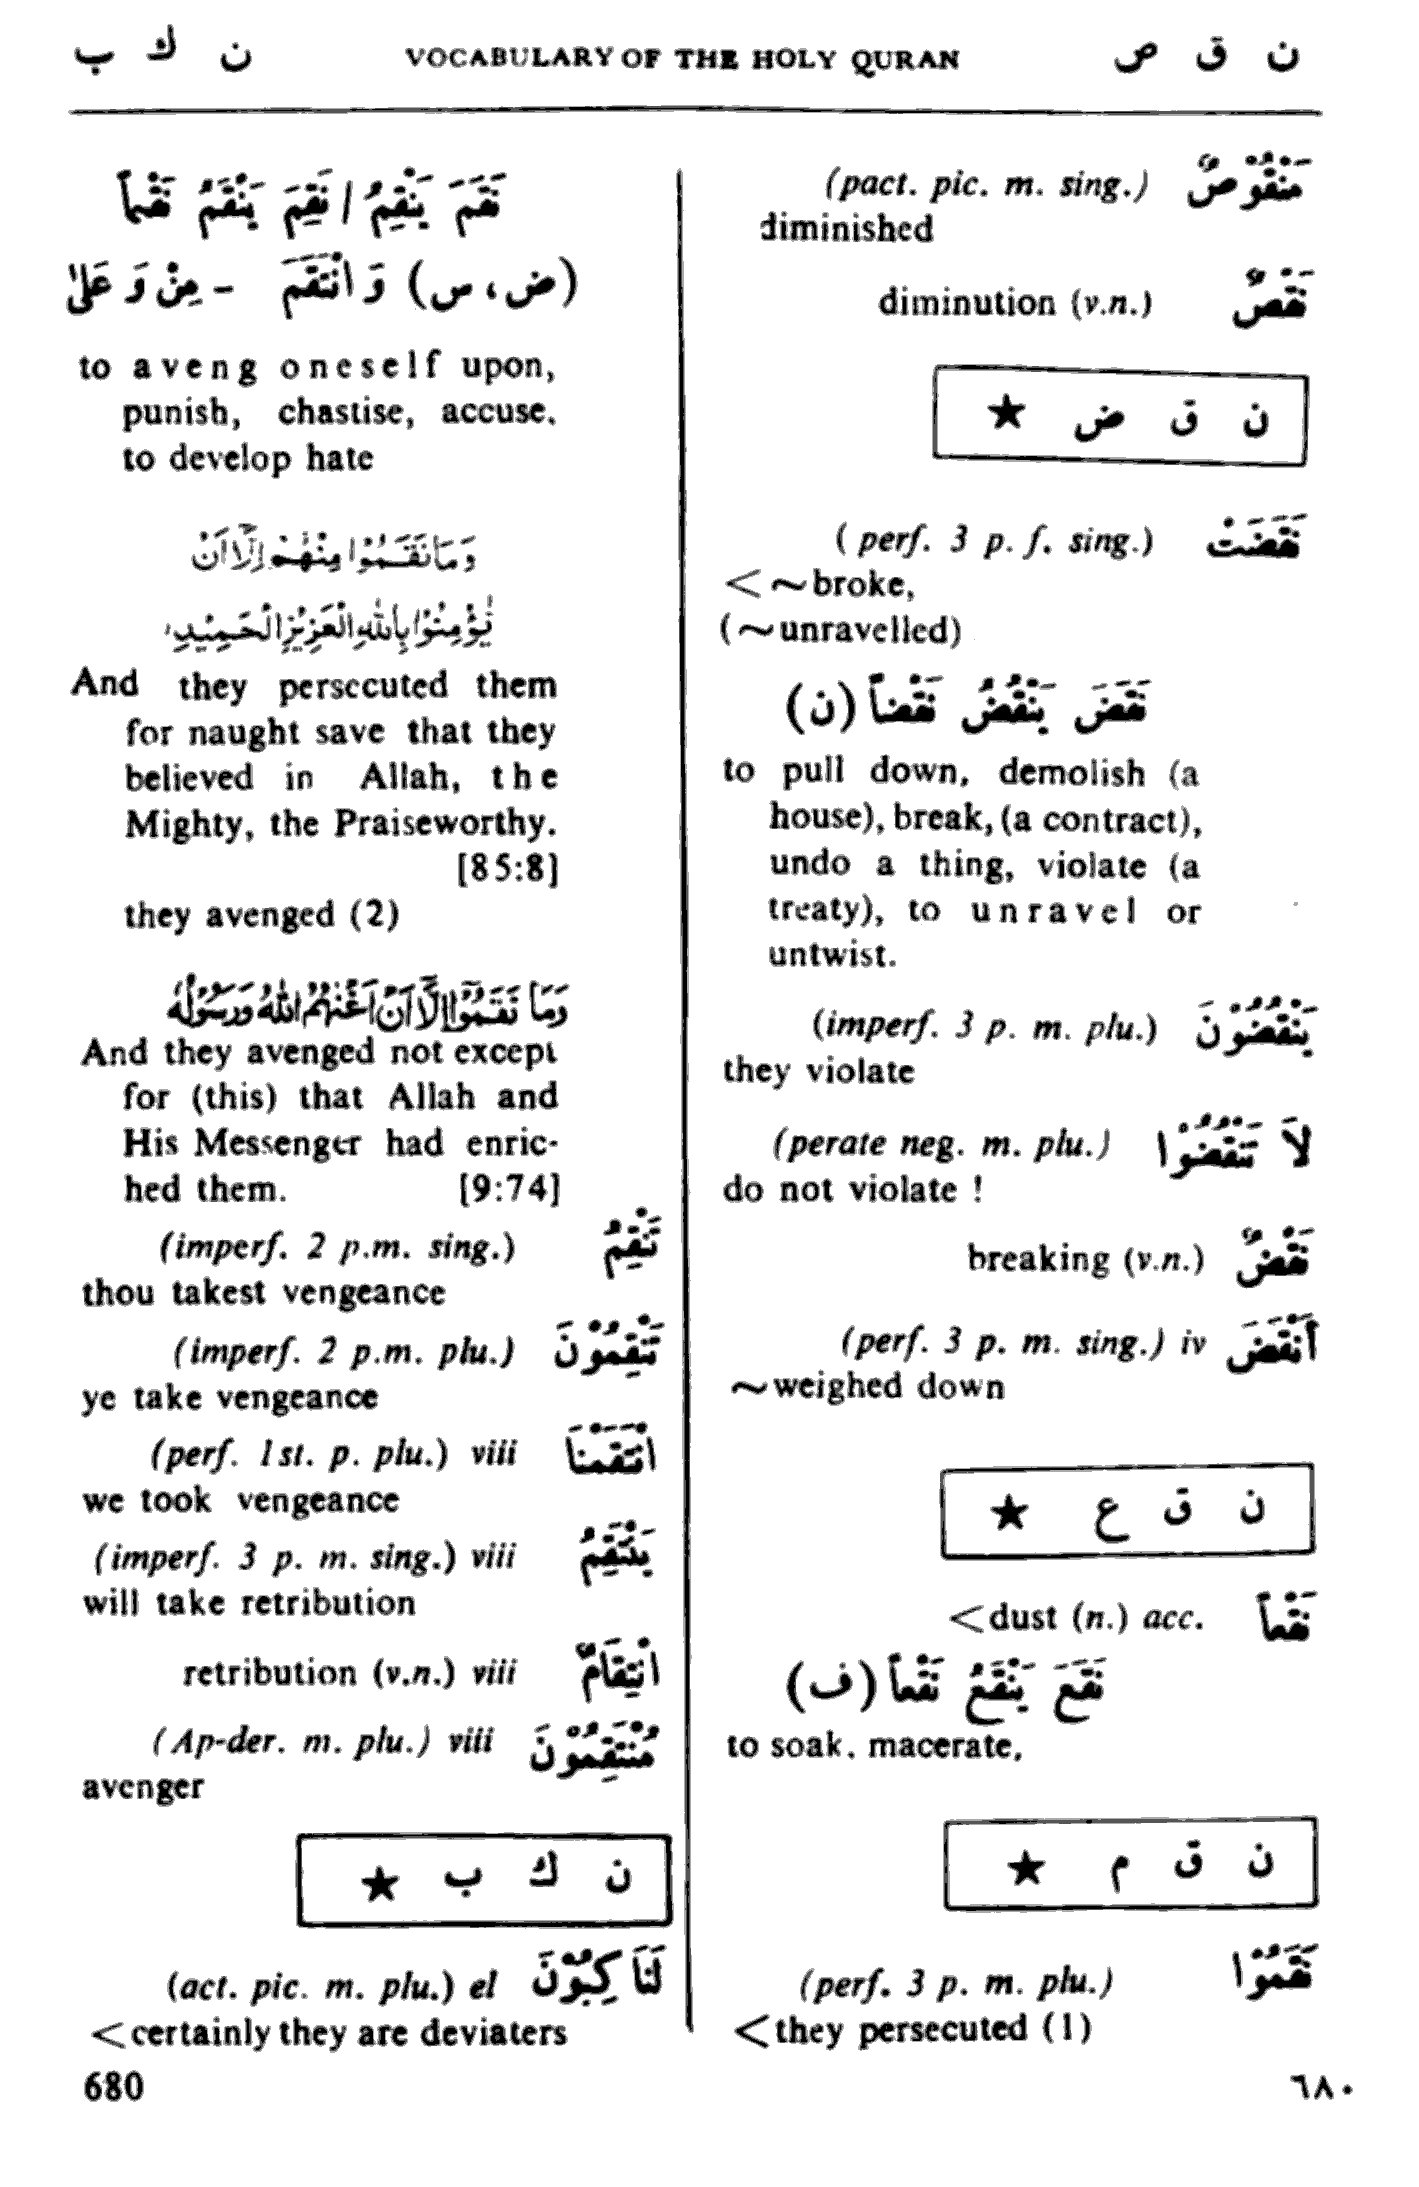 ن ق ص VOCABULARY OF THE HOLY QURAN ن ك ب
(pact. pic. m. sing.) مَنْقُوْصٌ
diminished
diminution (v.n.) نَقْصٌ
ن ق ض ★
( perf. 3 p. f. sing.) نَقَضَتْ
< ~broke,
(~unravelled)
نَقَضَ يَنْقُضُ نَقْضاً (ن)
to pull down, demolish (a
house), break, (a contract),
undo a thing, violate (a
treaty), to unravel or
untwist.
(imperf. 3 p. m. plu.) يَنْقُضُونَ
they violate
(perate neg. m. plu.) لاَ تَنْقُضُوا
do not violate !
breaking (v.n.) نَقْضٌ
(perf. 3 p. m. sing.) iv أَنْقَضَ
~weighed down
ن ق ع ★
<dust (n.) acc. نَقْعاً
نَقَعَ يَنْقَعُ نَقْعاً (ف)
to soak, macerate,
ن ق م ★
(perf. 3 p. m. plu.) نَقَمُوْا
<they persecuted (1)
نَقَمَ يَنْقِمُ / نَقِمَ يَنْقَمُ نَقْماً
(ض، س) وَ انْتَقَمَ - مِنْ وَ عَلىٰ
to aveng oneself upon,
punish, chastise, accuse,
to develop hate
وَمَا نَقَمُوْا مِنْهُمْ اِلَّآ اَنْ
يُّؤْمِنُوْا بِاللّٰهِ الْعَزِيْزِ الْحَمِيْدِ
And they persecuted them
for naught save that they
believed in Allah, the
Mighty, the Praiseworthy.
[85:8]
they avenged (2)
وَمَا نَقَمُوْٓا اِلَّآ اَنْ اَغْنٰهُمُ اللّٰهُ وَرَسُوْلُهٗ
And they avenged not except
for (this) that Allah and
His Messenger had enric-
hed them. [9:74]
(imperf. 2 p.m. sing.) تَنْقِمُ
thou takest vengeance
(imperf. 2 p.m. plu.) تَنْقِمُوْنَ
ye take vengeance
(perf. 1st. p. plu.) viii انْتَقَمْنَا
we took vengeance
(imperf. 3 p. m. sing.) viii يَنْتَقِمُ
will take retribution
retribution (v.n.) viii انْتِقَامٌ
(Ap-der. m. plu.) viii مُنْتَقِمُوْنَ
avenger
ن ك ب ★
(act. pic. m. plu.) el لَنَا كِبُوْنَ
<certainly they are deviaters
680 ٦٨٠